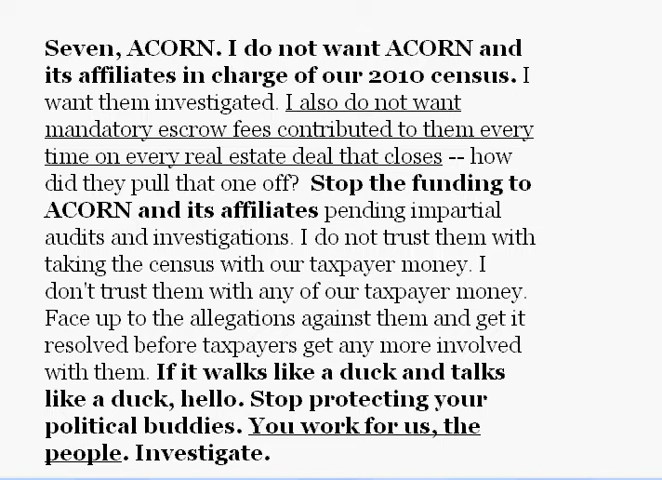 Seven, ACORN. I do not want ACORN and
its affiliates in charge of our 2010 census. I
want them investigated. I also do not want
mandatory escrow fees contributed to them every
time on every real estate deal that closes -- how
did they pull that one off?  Stop the funding to
ACORN and its affiliates pending impartial
audits and investigations. I do not trust them with
taking the census with our taxpayer money. I
don't trust them with any of our taxpayer money.
Face up to the allegations against them and get it
resolved before taxpayers get any more involved
with them. If it walks like a duck and talks
like a duck, hello. Stop protecting your
political buddies. You work for us, the
people. Investigate.